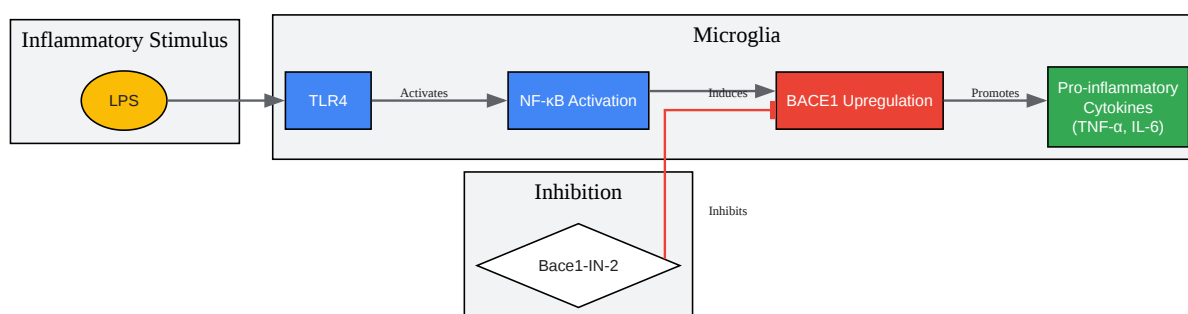 Inflammatory Stimulus
Microglia
LPS
TLR4
Activates
NF-κB Activation
Induces
BACE1 Upregulation
Promotes
Pro-inflammatory
Cytokines
(TNF-α, IL-6)
Inhibition
Inhibits
Bace1-IN-2